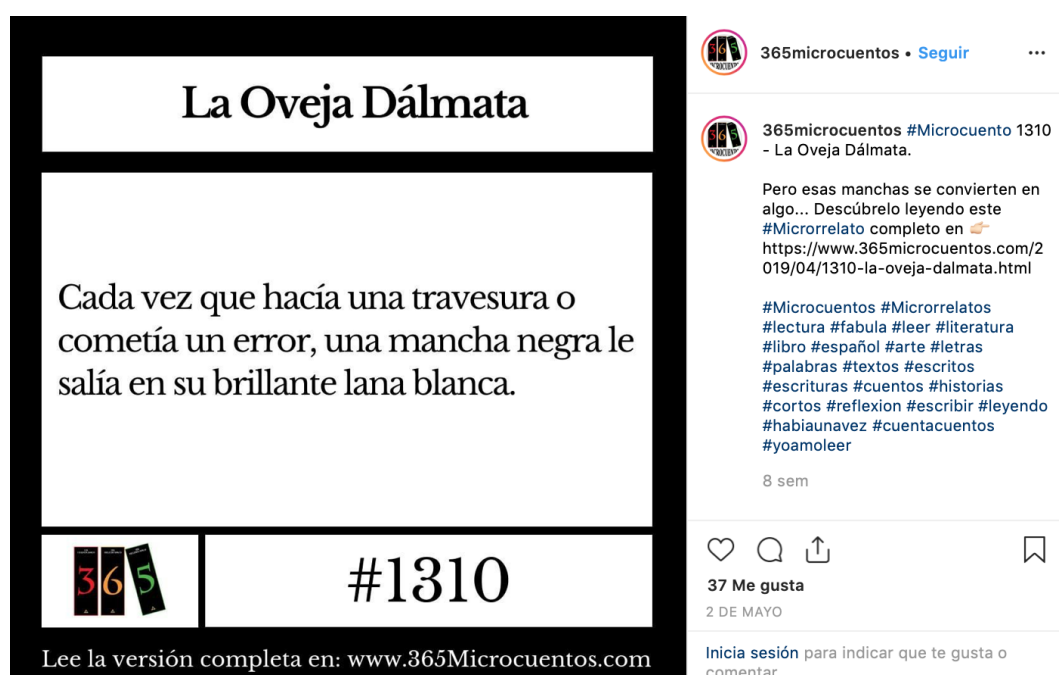 La Oveja Dálmata
Cada vez que hacía una travesura o
cometía un error, una mancha negra le
salía en su brillante lana blanca.
365
#1310
Lee la versión completa en: www.365Microcuentos.com
365microcuentos • Seguir
365microcuentos #Microcuento 1310
- La Oveja Dálmata.
Pero esas manchas se convierten en
algo... Descúbrelo leyendo este
#Microrrelato completo en 👉🏻
https://www.365microcuentos.com/2
019/04/1310-la-oveja-dalmata.html
#Microcuentos #Microrrelatos
#lectura #fabula #leer #literatura
#libro #español #arte #letras
#palabras #textos #escritos
#escrituras #cuentos #historias
#cortos #reflexion #escribir #leyendo
#habiaunavez #cuentacuentos
#yoamoleer
8 sem
37 Me gusta
2 DE MAYO
Inicia sesión para indicar que te gusta o
comentar.